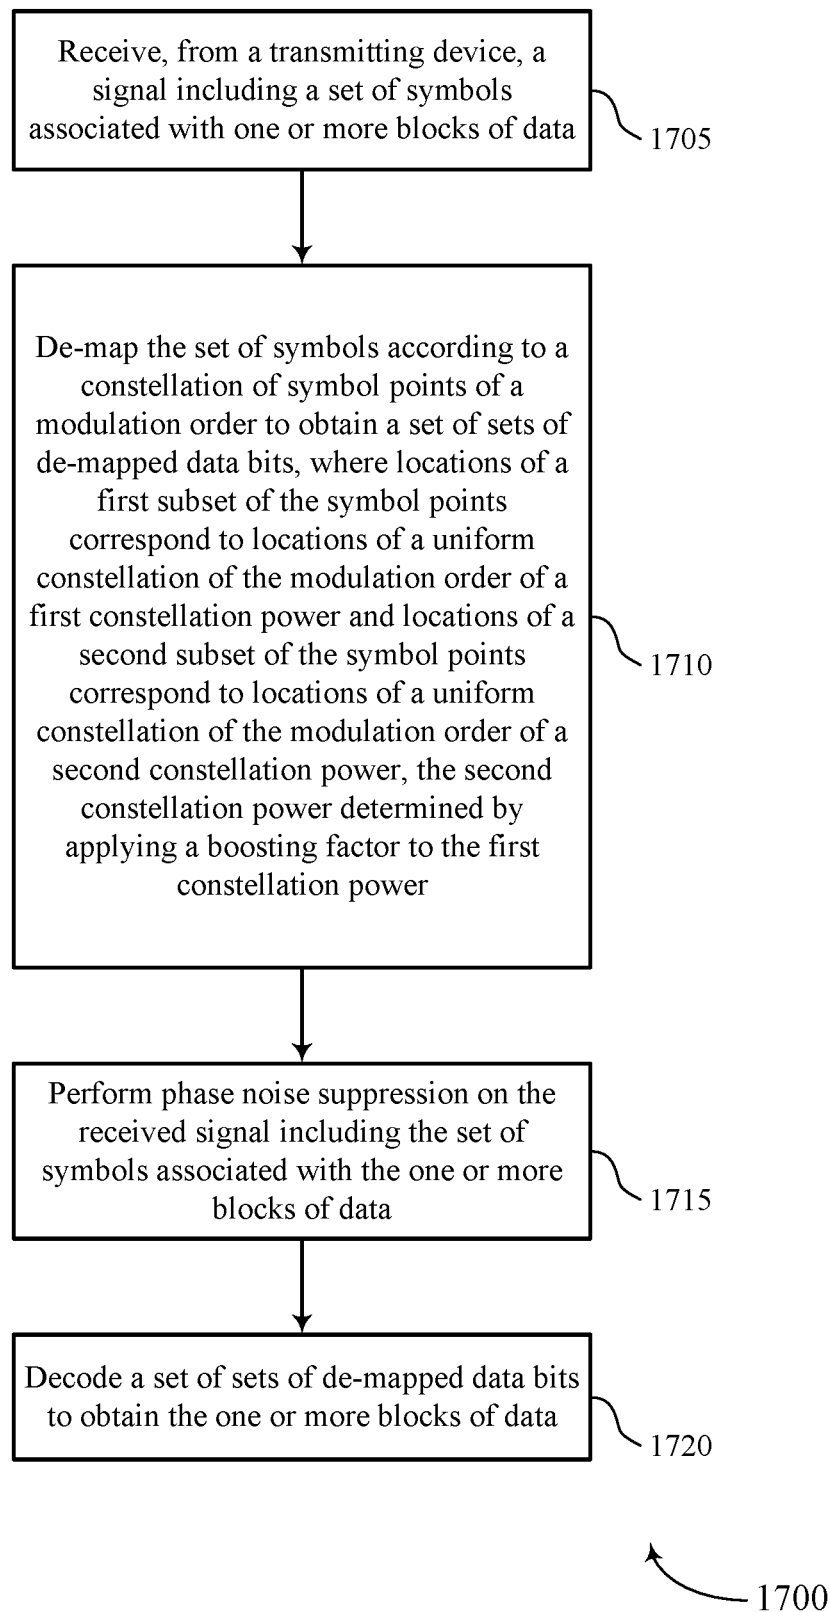 Receive, from a transmitting device, a
signal including a set of symbols
associated with one or more blocks of data
1705
De-map the set of symbols according to a
constellation of symbol points of a
modulation order to obtain a set of sets of
de-mapped data bits, where locations of a
first subset of the symbol points
correspond to locations of a uniform
constellation of the modulation order of a
first constellation power and locations of a
second subset of the symbol points
correspond to locations of a uniform
constellation of the modulation order of a
second constellation power, the second
constellation power determined by
applying a boosting factor to the first
constellation power
1710
Perform phase noise suppression on the
received signal including the set of
symbols associated with the one or more
blocks of data
1715
Decode a set of sets of de-mapped data bits
to obtain the one or more blocks of data
1720
1700